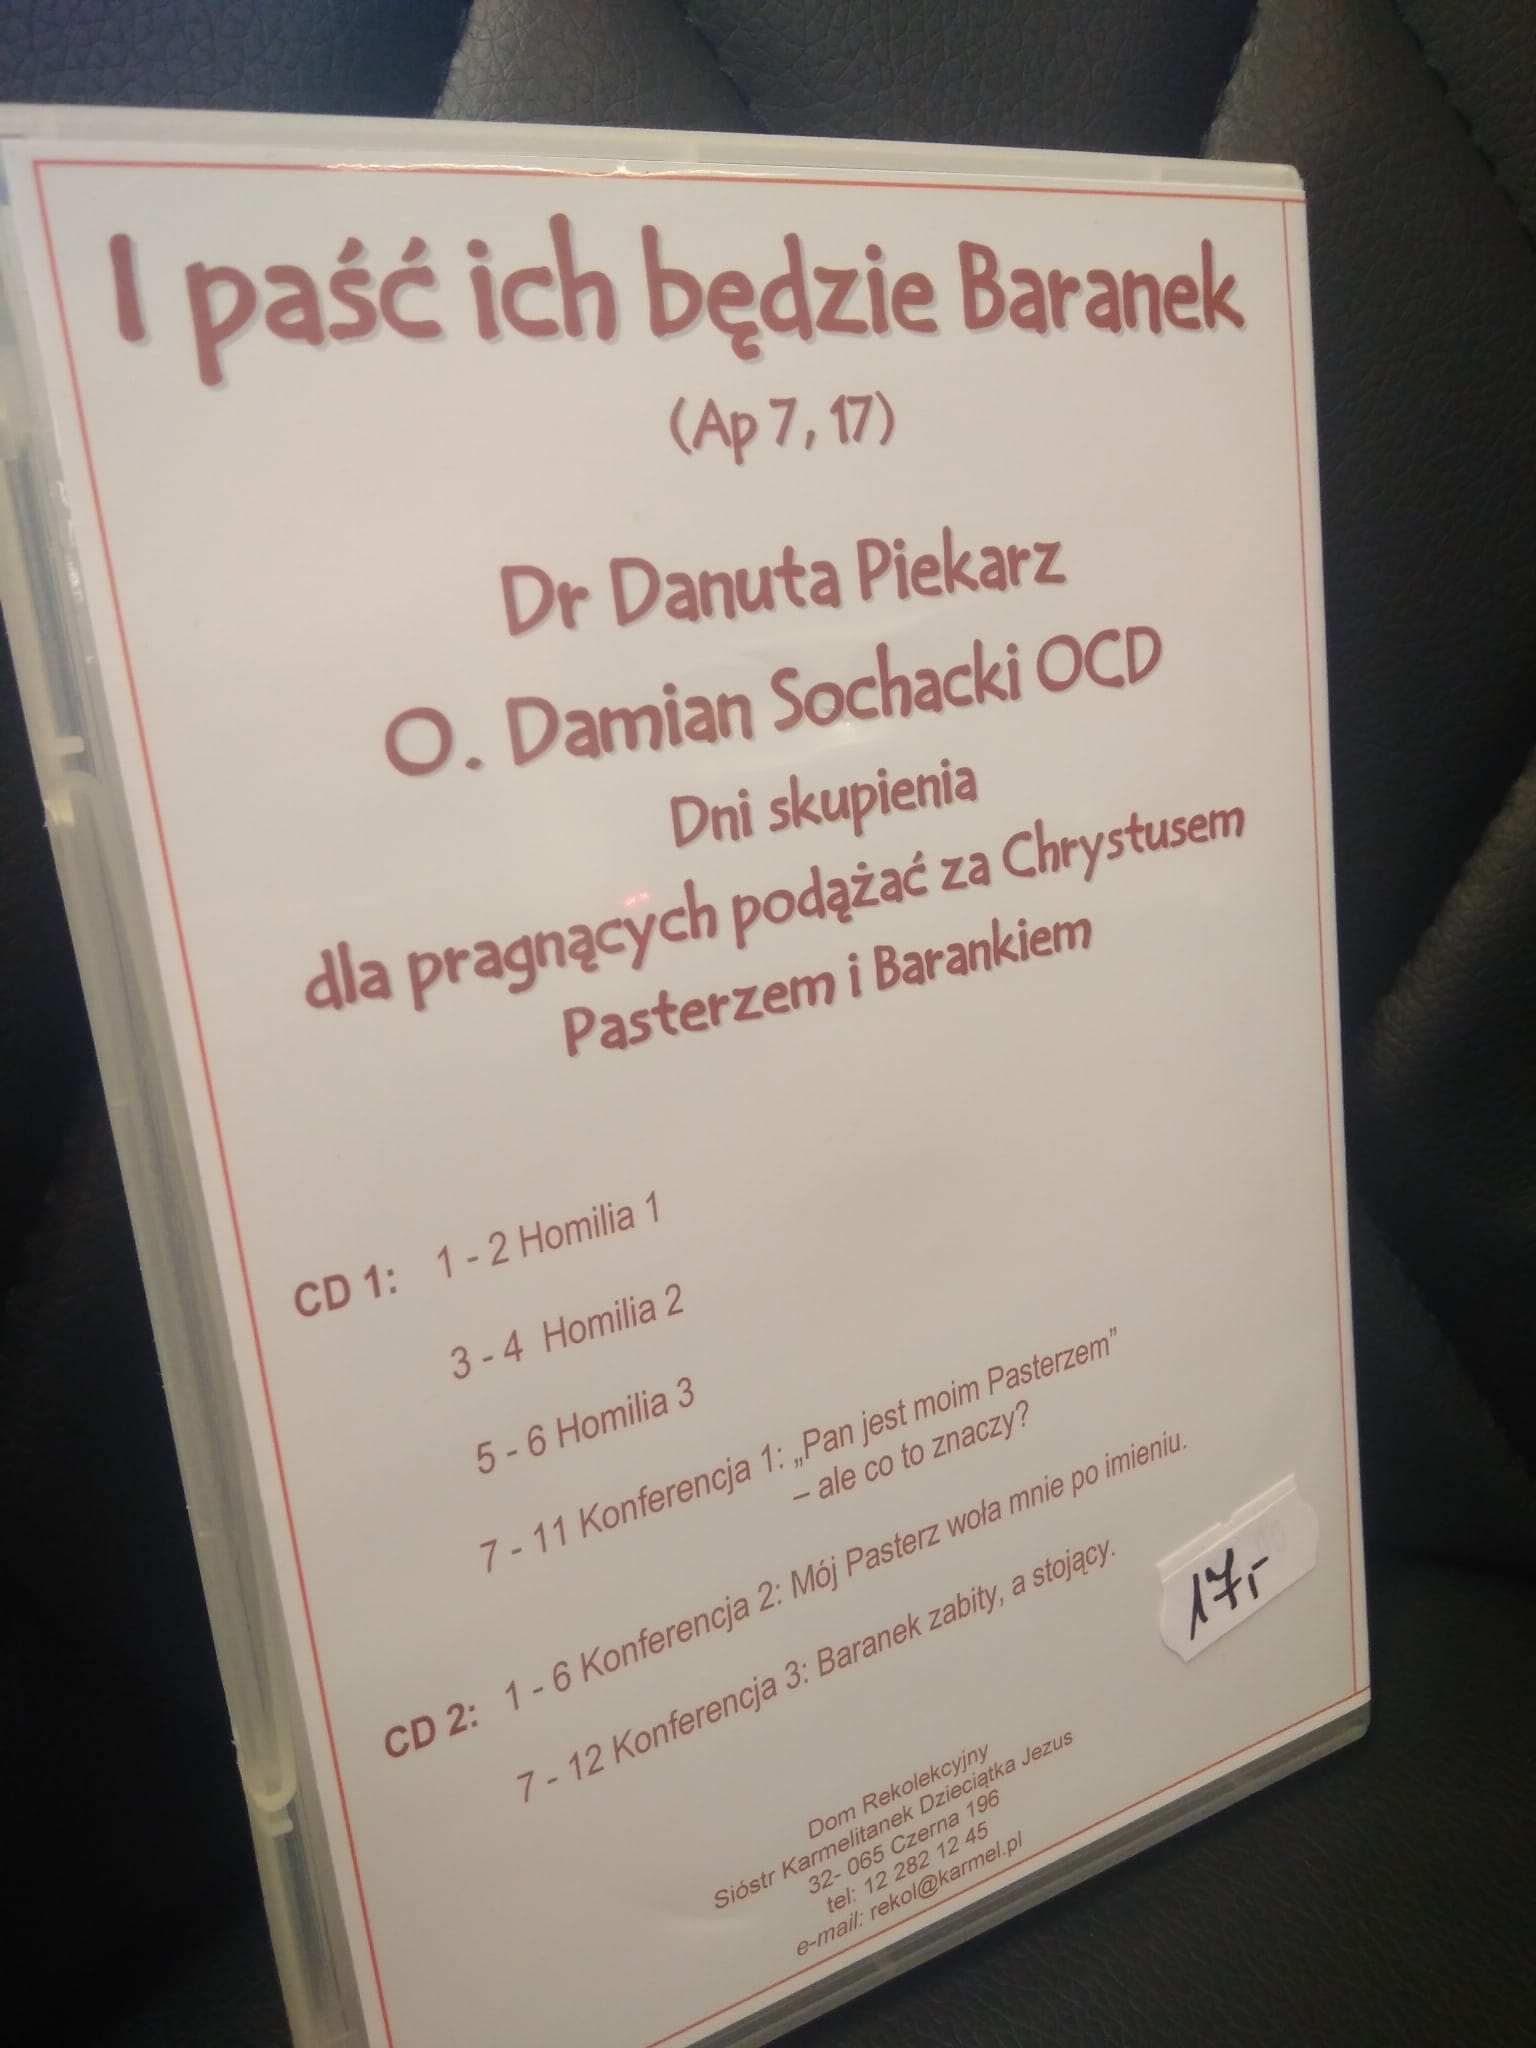 I paść ich będzie Baranek
(Ap 7, 17)
Dr Danuta Piekarz
O. Damian Sochacki OCD
Dni skupienia
dla pragnących podążać za Chrystusem
Pasterzem i Barankiem
CD 1: 1 - 2 Homilia 1
3 - 4 Homilia 2
5 - 6 Homilia 3
7 - 11 Konferencja 1: „Pan jest moim Pasterzem”
– ale co to znaczy?
CD 2: 1 - 6 Konferencja 2: Mój Pasterz woła mnie po imieniu.
7 - 12 Konferencja 3: Baranek zabity, a stojący.
17,-
Dom Rekolekcyjny
Sióstr Karmelitanek Dzieciątka Jezus
32- 065 Czerna 196
tel: 12 282 12 45
e-mail: rekol@karmel.pl